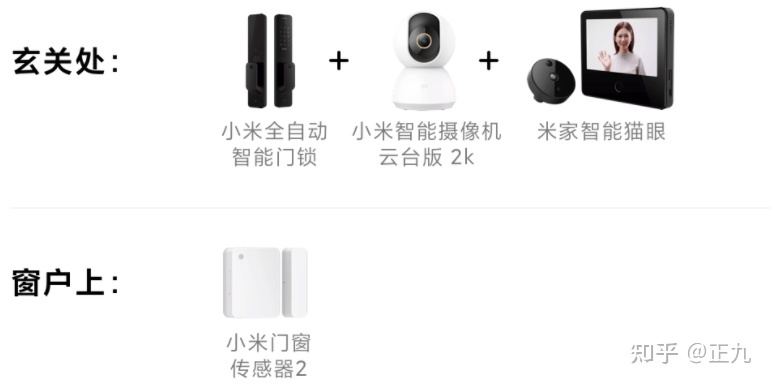 玄关处：
+
+
小米全自动
智能门锁
小米智能摄像机
云台版 2k
米家智能猫眼
窗户上：
小米门窗
传感器2
知乎 @正九